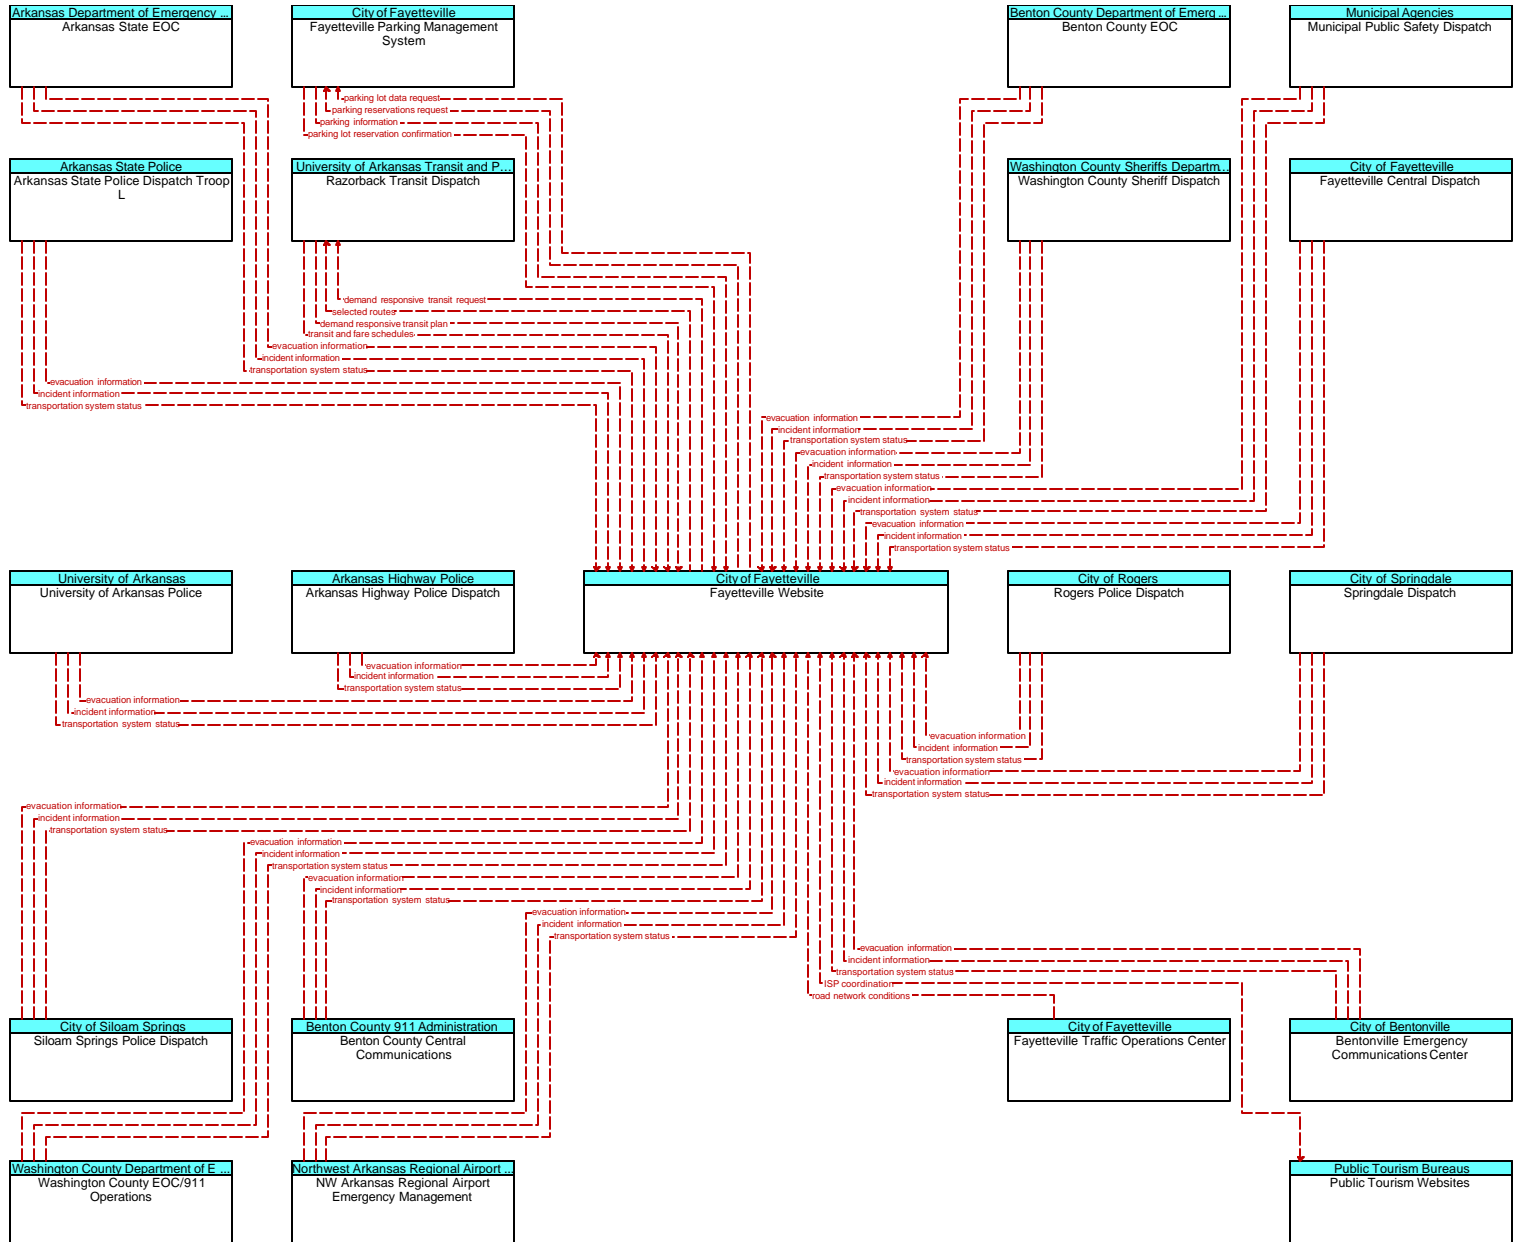 Arkansas Department of Emergency ...
Arkansas State EOC
City of Fayetteville
Fayetteville Parking Management
System
Benton County Department of Emerg ...
Benton County EOC
Municipal Agencies
Municipal Public Safety Dispatch
parking lot data request
parking reservations request
parking information
parking lot reservation confirmation
Arkansas State Police
Arkansas State Police Dispatch Troop
L
University of Arkansas Transit and P...
Razorback Transit Dispatch
Washington County Sheriffs Departm...
Washington County Sheriff Dispatch
City of Fayetteville
Fayetteville Central Dispatch
demand responsive transit request
selected routes
demand responsive transit plan
transit and fare schedules
evacuation information
incident information
transportation system status
evacuation information
incident information
transportation system status
evacuation information
incident information
transportation system status
evacuation information
incident information
transportation system status
evacuation information
incident information
transportation system status
evacuation information
incident information
transportation system status
University of Arkansas
University of Arkansas Police
Arkansas Highway Police
Arkansas Highway Police Dispatch
City of Fayetteville
Fayetteville Website
City of Rogers
Rogers Police Dispatch
City of Springdale
Springdale Dispatch
evacuation information
incident information
transportation system status
evacuation information
incident information
transportation system status
evacuation information
incident information
transportation system status
evacuation information
incident information
transportation system status
evacuation information
incident information
transportation system status
evacuation information
incident information
transportation system status
evacuation information
incident information
transportation system status
evacuation information
incident information
transportation system status
evacuation information
incident information
transportation system status
ISP coordination
road network conditions
City of Siloam Springs
Siloam Springs Police Dispatch
Benton County 911 Administration
Benton County Central
Communications
City of Fayetteville
Fayetteville Traffic Operations Center
City of Bentonville
Bentonville Emergency
Communications Center
Washington County Department of E ...
Washington County EOC/911
Operations
Northwest Arkansas Regional Airport ...
NW Arkansas Regional Airport
Emergency Management
Public Tourism Bureaus
Public Tourism Websites